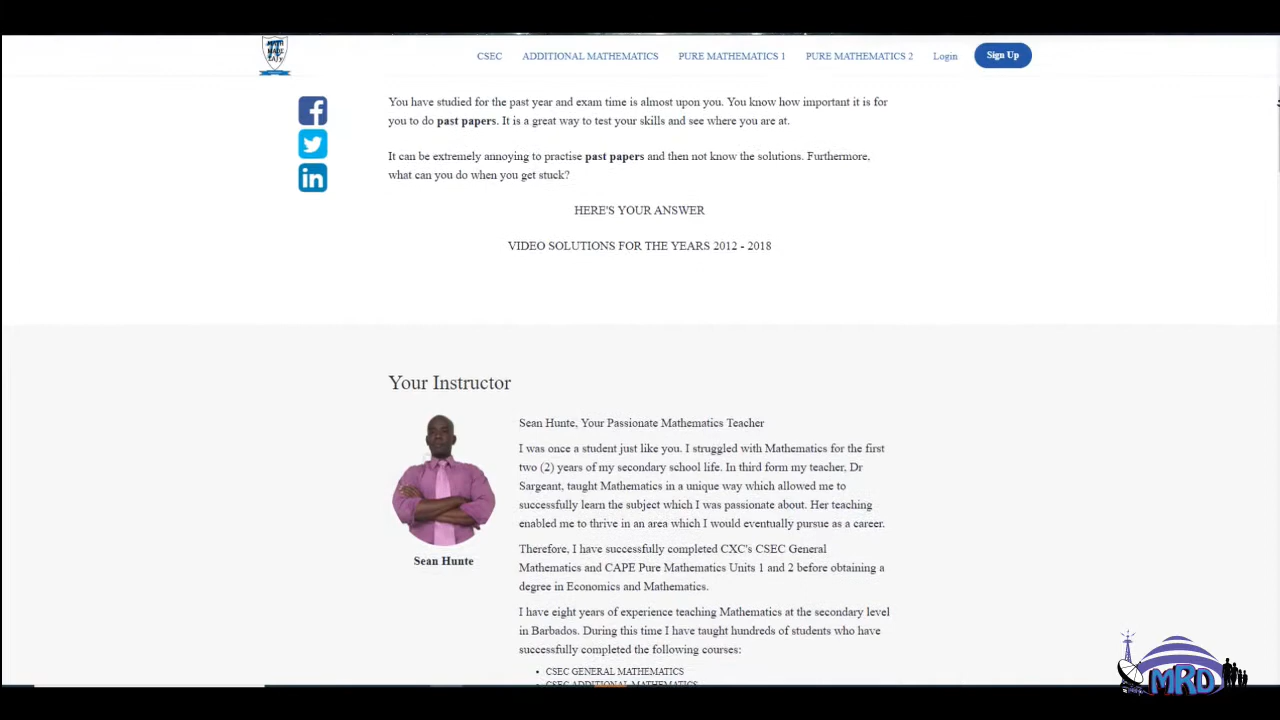 MATH
MADE
EASY
CSEC ADDITIONAL MATHEMATICS PURE MATHEMATICS 1 PURE MATHEMATICS 2 Login Sign Up
You have studied for the past year and exam time is almost upon you. You know how important it is for
you to do past papers. It is a great way to test your skills and see where you are at.
It can be extremely annoying to practise past papers and then not know the solutions. Furthermore,
what can you do when you get stuck?
HERE'S YOUR ANSWER
VIDEO SOLUTIONS FOR THE YEARS 2012 - 2018
Your Instructor
Sean Hunte, Your Passionate Mathematics Teacher
I was once a student just like you. I struggled with Mathematics for the first
two (2) years of my secondary school life. In third form my teacher, Dr
Sargeant, taught Mathematics in a unique way which allowed me to
successfully learn the subject which I was passionate about. Her teaching
enabled me to thrive in an area which I would eventually pursue as a career.
Sean Hunte
Therefore, I have successfully completed CXC's CSEC General
Mathematics and CAPE Pure Mathematics Units 1 and 2 before obtaining a
degree in Economics and Mathematics.
I have eight years of experience teaching Mathematics at the secondary level
in Barbados. During this time I have taught hundreds of students who have
successfully completed the following courses:
• CSEC GENERAL MATHEMATICS
• CSEC ADDITIONAL MATHEMATICS
MRD